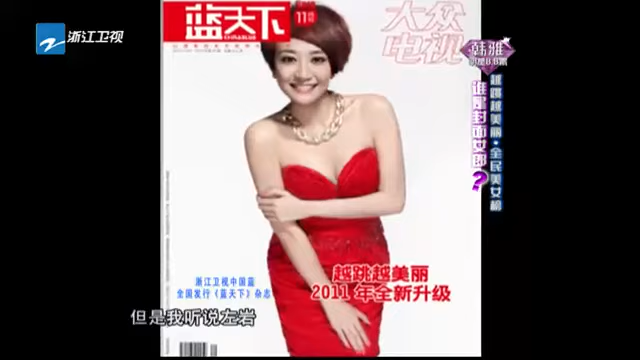 浙江卫视
蓝天下
CHINABLUE
11
大众
电视
韩雅
越跳越美丽·全民美女榜
谁是封面女郎?
越跳越美丽
2011年全新升级
浙江卫视中国蓝
全国发行《蓝天下》杂志
但是我听说左岩